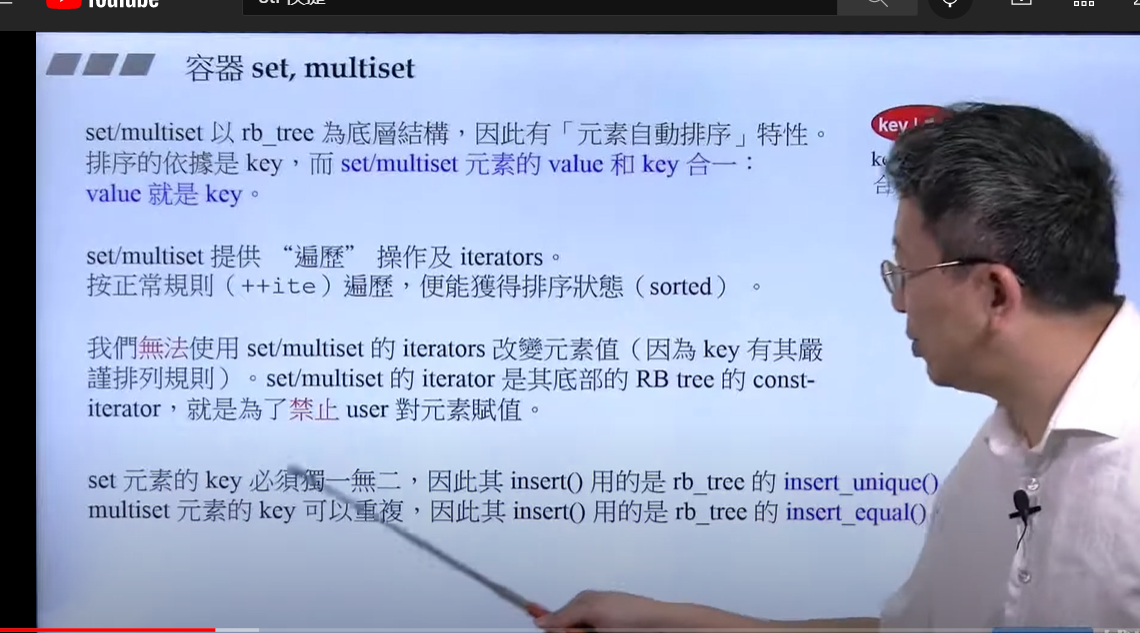 YouTube
容器 set, multiset
set/multiset 以 rb_tree 為底層結構，因此有「元素自動排序」特性。
排序的依據是 key，而 set/multiset 元素的 value 和 key 合一：
value 就是 key。
set/multiset 提供 “遍歷” 操作及 iterators。
按正常規則（++ite）遍歷，便能獲得排序狀態（sorted）。
我們無法使用 set/multiset 的 iterators 改變元素值（因為 key 有其嚴
謹排列規則）。set/multiset 的 iterator 是其底部的 RB tree 的 const-
iterator，就是為了禁止 user 對元素賦值。
set 元素的 key 必須獨一無二，因此其 insert() 用的是 rb_tree 的 insert_unique()
multiset 元素的 key 可以重複，因此其 insert() 用的是 rb_tree 的 insert_equal()
key
合